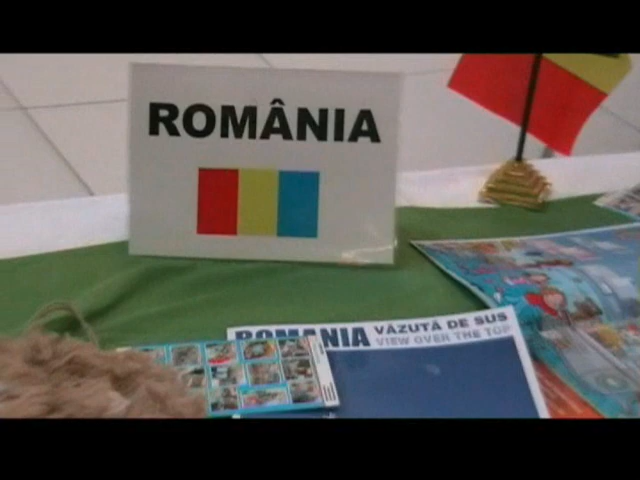 ROMÂNIA
ROMANIA VĂZUTĂ DE SUS
VIEW OVER THE TOP